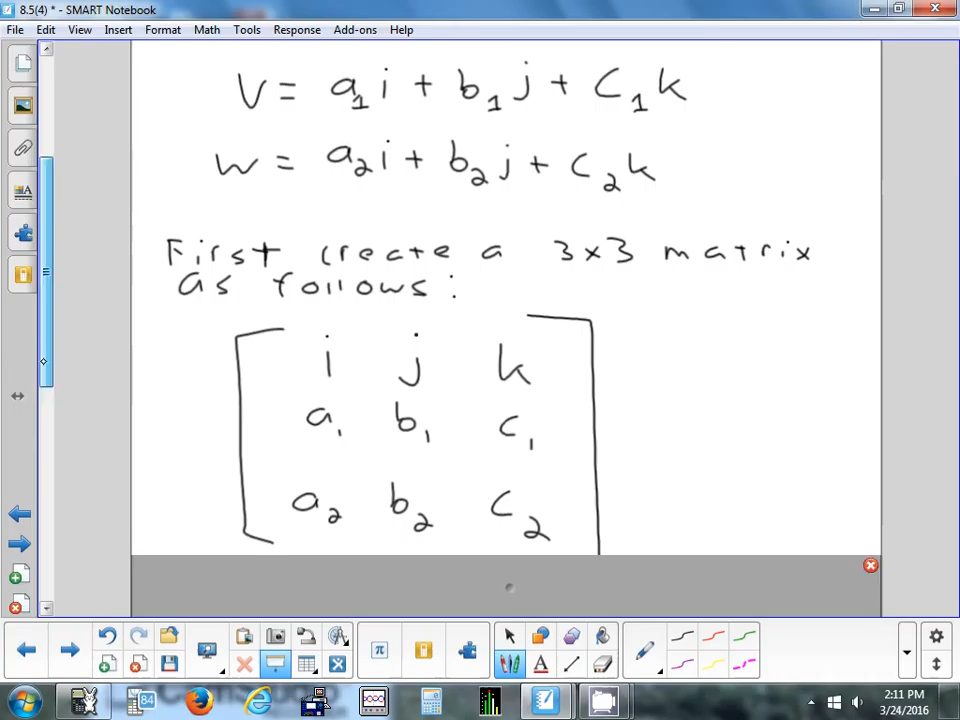 8.5(4) * - SMART Notebook
File Edit View Insert Format Math Tools Response Add-ons Help
V = a1i + b1j + C1k
w = a2i + b2j + c2k
First create a 3x3 matrix
as follows:
i j k
a1 b1 c1
a2 b2 c2
π
A
84
2:11 PM
3/24/2016